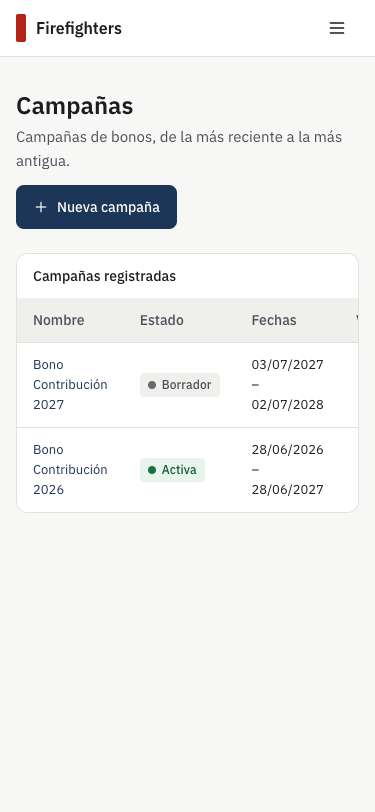 Firefighters
Campañas
Campañas de bonos, de la más reciente a la más
antigua.
Nueva campaña
Campañas registradas
Nombre Estado Fechas
Bono
Contribución
2027
Borrador
03/07/2027
–
02/07/2028
Bono
Contribución
2026
Activa
28/06/2026
–
28/06/2027